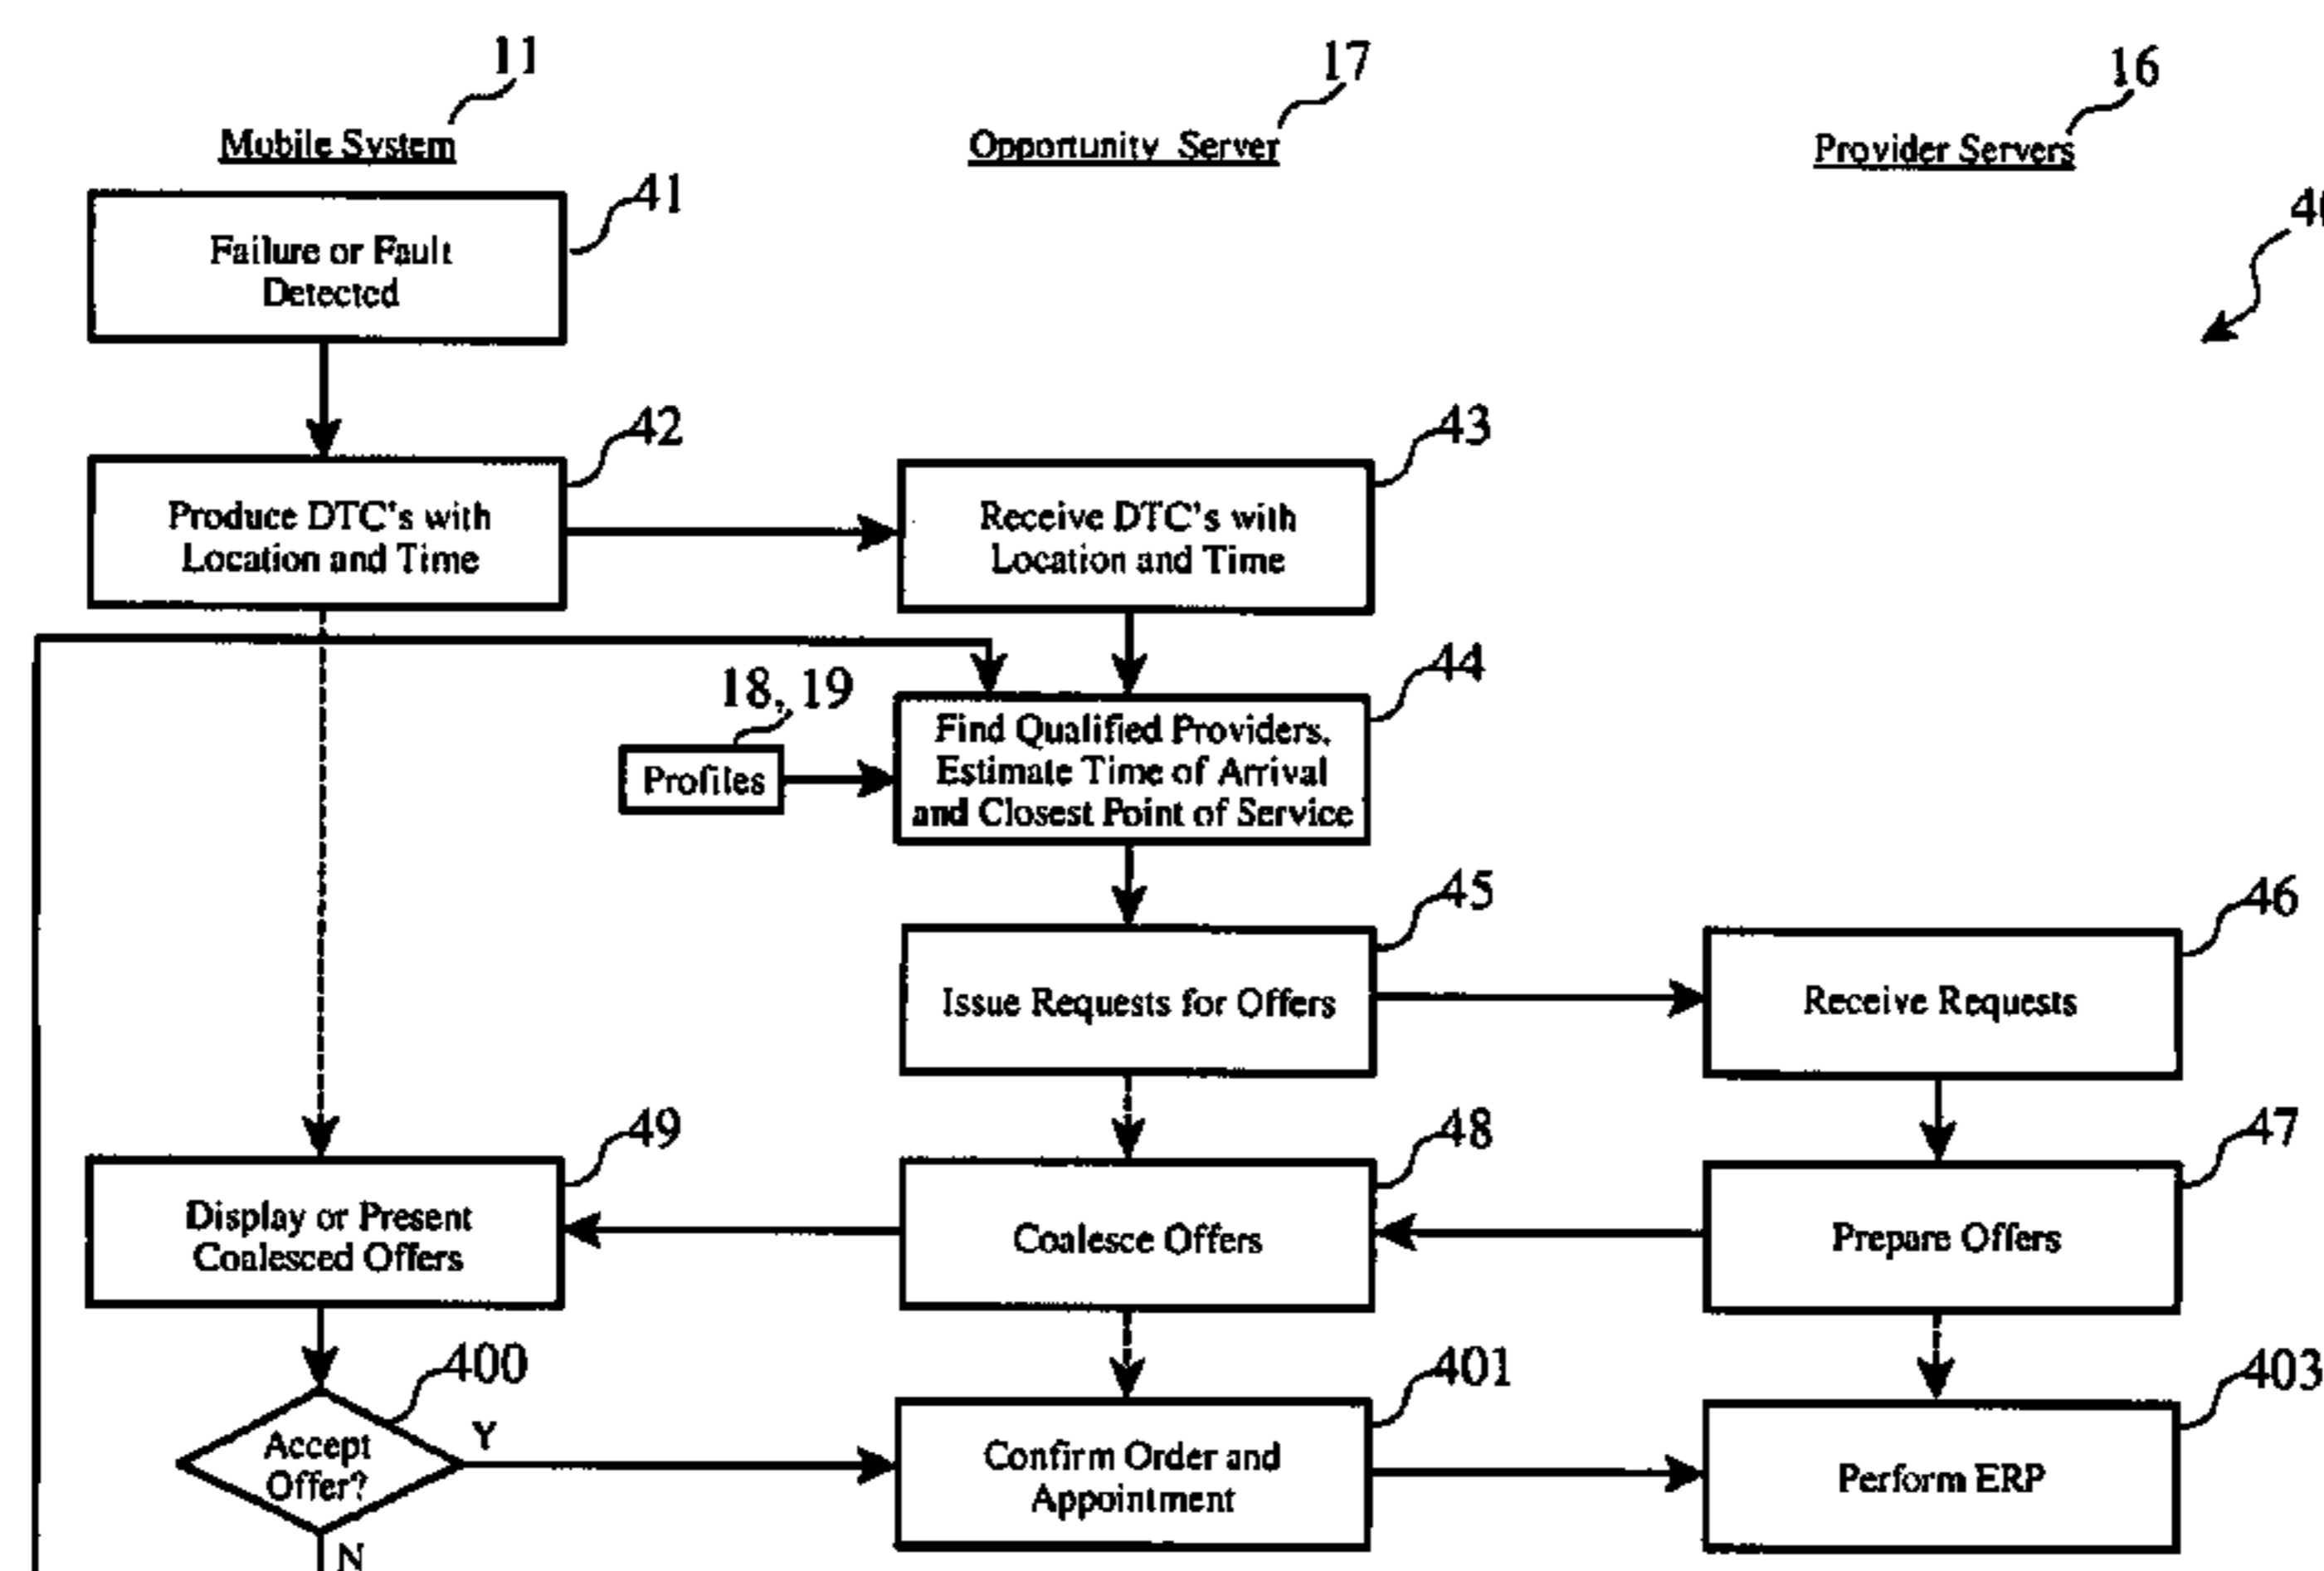 11
17
16
Mobile System
Opportunity Server
Provider Servers
41
Failure or Fault
Detected
42
43
Produce DTC's with
Location and Time
Receive DTC's with
Location and Time
44
18, 19
Profiles
Find Qualified Providers,
Estimate Time of Arrival
and Closest Point of Service
45
46
Issue Requests for Offers
Receive Requests
49
48
47
Display or Present
Coalesced Offers
Coalesce Offers
Prepare Offers
400
401
403
Accept
Offer?
Y
Confirm Order and
Appointment
Perform ERP
N